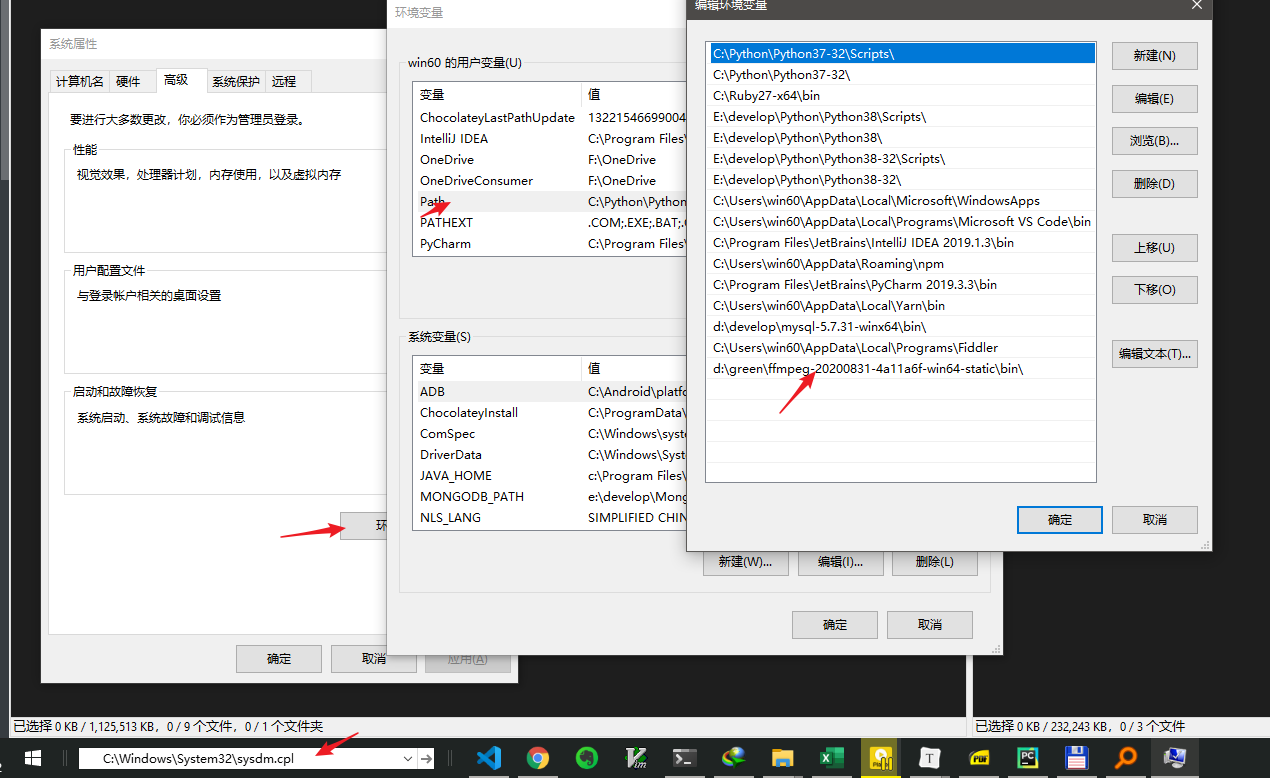 系统属性
计算机名
硬件
高级
系统保护
远程
要进行大多数更改，你必须作为管理员登录。
性能
视觉效果，处理器计划，内存使用，以及虚拟内存
用户配置文件
与登录帐户相关的桌面设置
启动和故障恢复
系统启动、系统故障和调试信息
环
确定
取消
应用(A)
环境变量
win60 的用户变量(U)
变量 值
ChocolateyLastPathUpdate 13221546699004
IntelliJ IDEA C:\Program Files\
OneDrive F:\OneDrive
OneDriveConsumer F:\OneDrive
Path C:\Python\Python
PATHEXT .COM;.EXE;.BAT;.
PyCharm C:\Program Files\
系统变量(S)
变量 值
ADB C:\Android\platfo
ChocolateyInstall C:\ProgramData\
ComSpec C:\Windows\syste
DriverData C:\Windows\Syst
JAVA_HOME c:\Program Files\
MONGODB_PATH e:\develop\Mong
NLS_LANG SIMPLIFIED CHIN
新建(W)...
编辑(I)...
删除(L)
确定
取消
编辑环境变量
C:\Python\Python37-32\Scripts\
C:\Python\Python37-32\
C:\Ruby27-x64\bin
E:\develop\Python\Python38\Scripts\
E:\develop\Python\Python38\
E:\develop\Python\Python38-32\Scripts\
E:\develop\Python\Python38-32\
C:\Users\win60\AppData\Local\Microsoft\WindowsApps
C:\Users\win60\AppData\Local\Programs\Microsoft VS Code\bin
C:\Program Files\JetBrains\IntelliJ IDEA 2019.1.3\bin
C:\Users\win60\AppData\Roaming\npm
C:\Program Files\JetBrains\PyCharm 2019.3.3\bin
C:\Users\win60\AppData\Local\Yarn\bin
d:\develop\mysql-5.7.31-winx64\bin\
C:\Users\win60\AppData\Local\Programs\Fiddler
d:\green\ffmpeg-20200831-4a11a6f-win64-static\bin\
新建(N)
编辑(E)
浏览(B)...
删除(D)
上移(U)
下移(O)
编辑文本(T)...
确定
取消
已选择 0 KB / 1,125,513 KB，0 / 9 个文件，0 / 1 个文件夹
已选择 0 KB / 232,243 KB，0 / 3 个文件
C:\Windows\System32\sysdm.cpl
Vim
T
PDF
PC